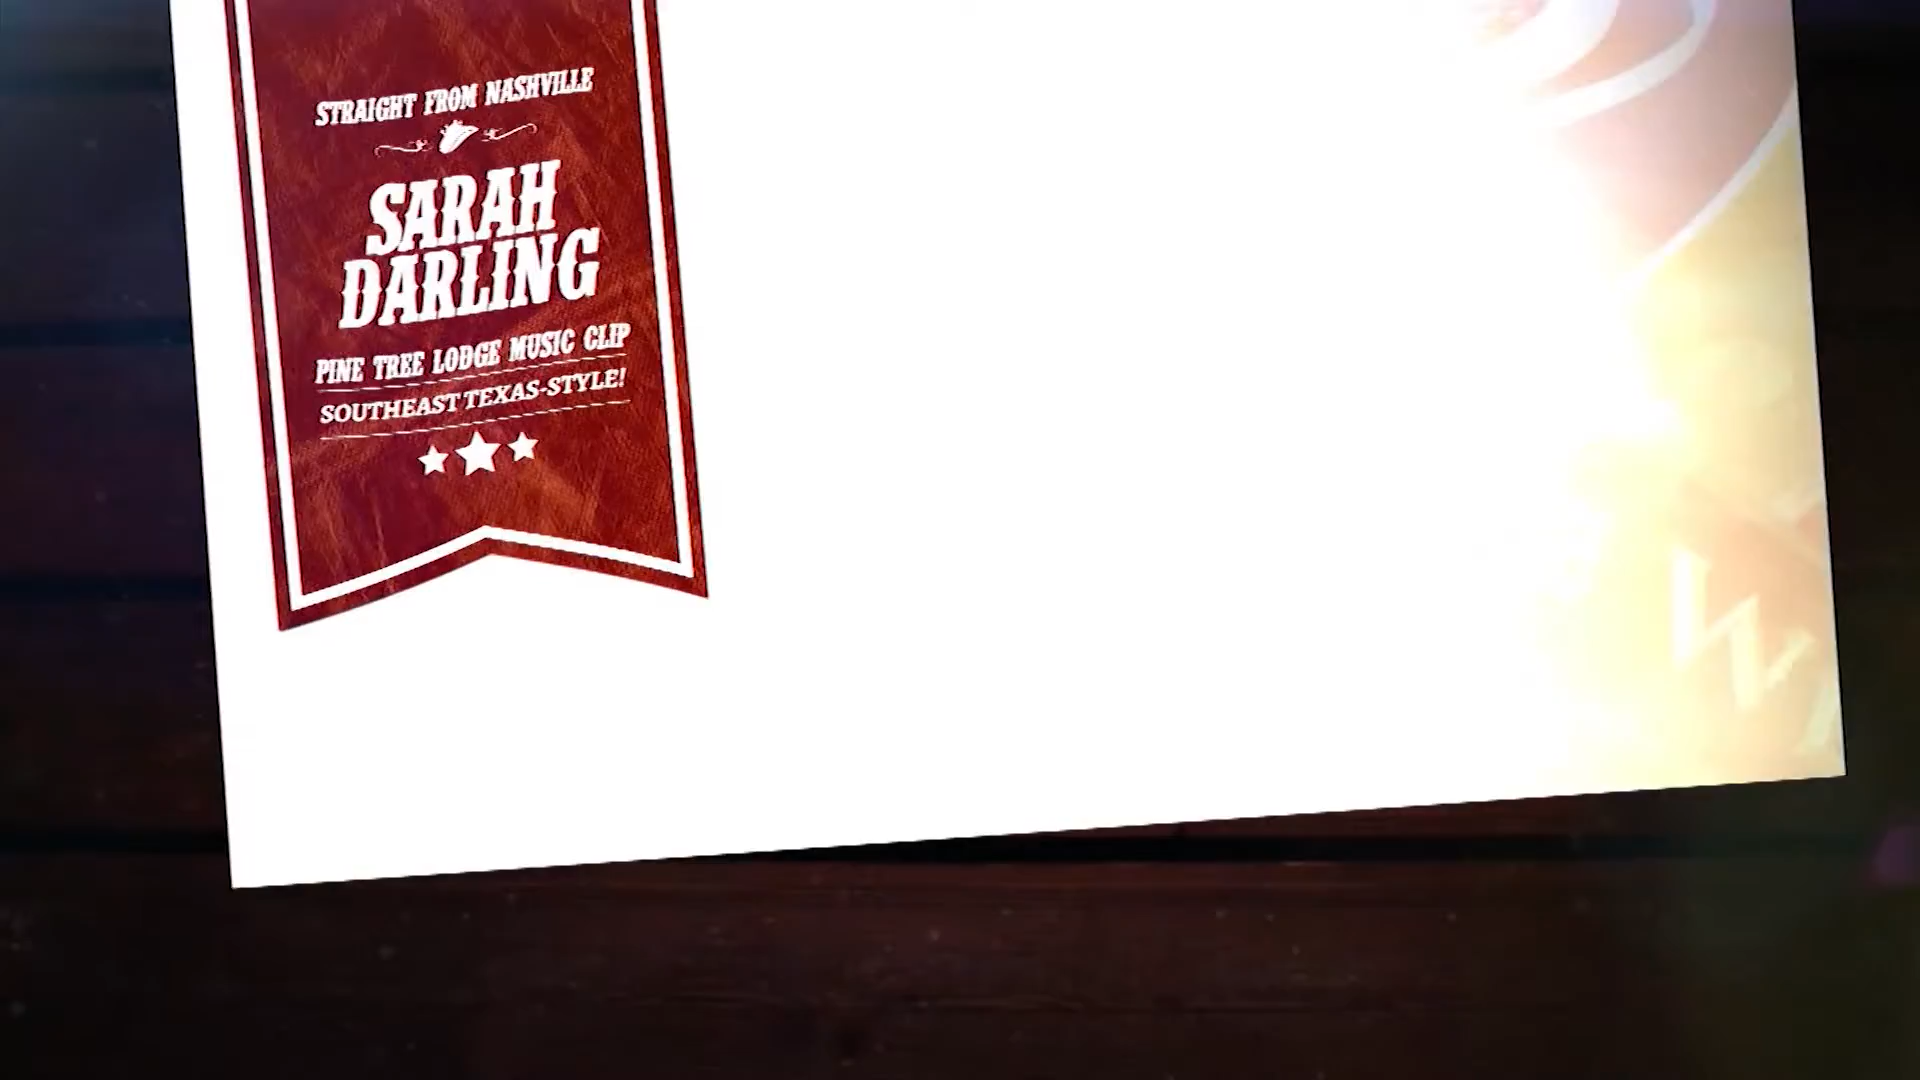 STRAIGHT FROM NASHVILLE
SARAH
DARLING
PINE TREE LODGE MUSIC CLIP
SOUTHEAST TEXAS-STYLE!